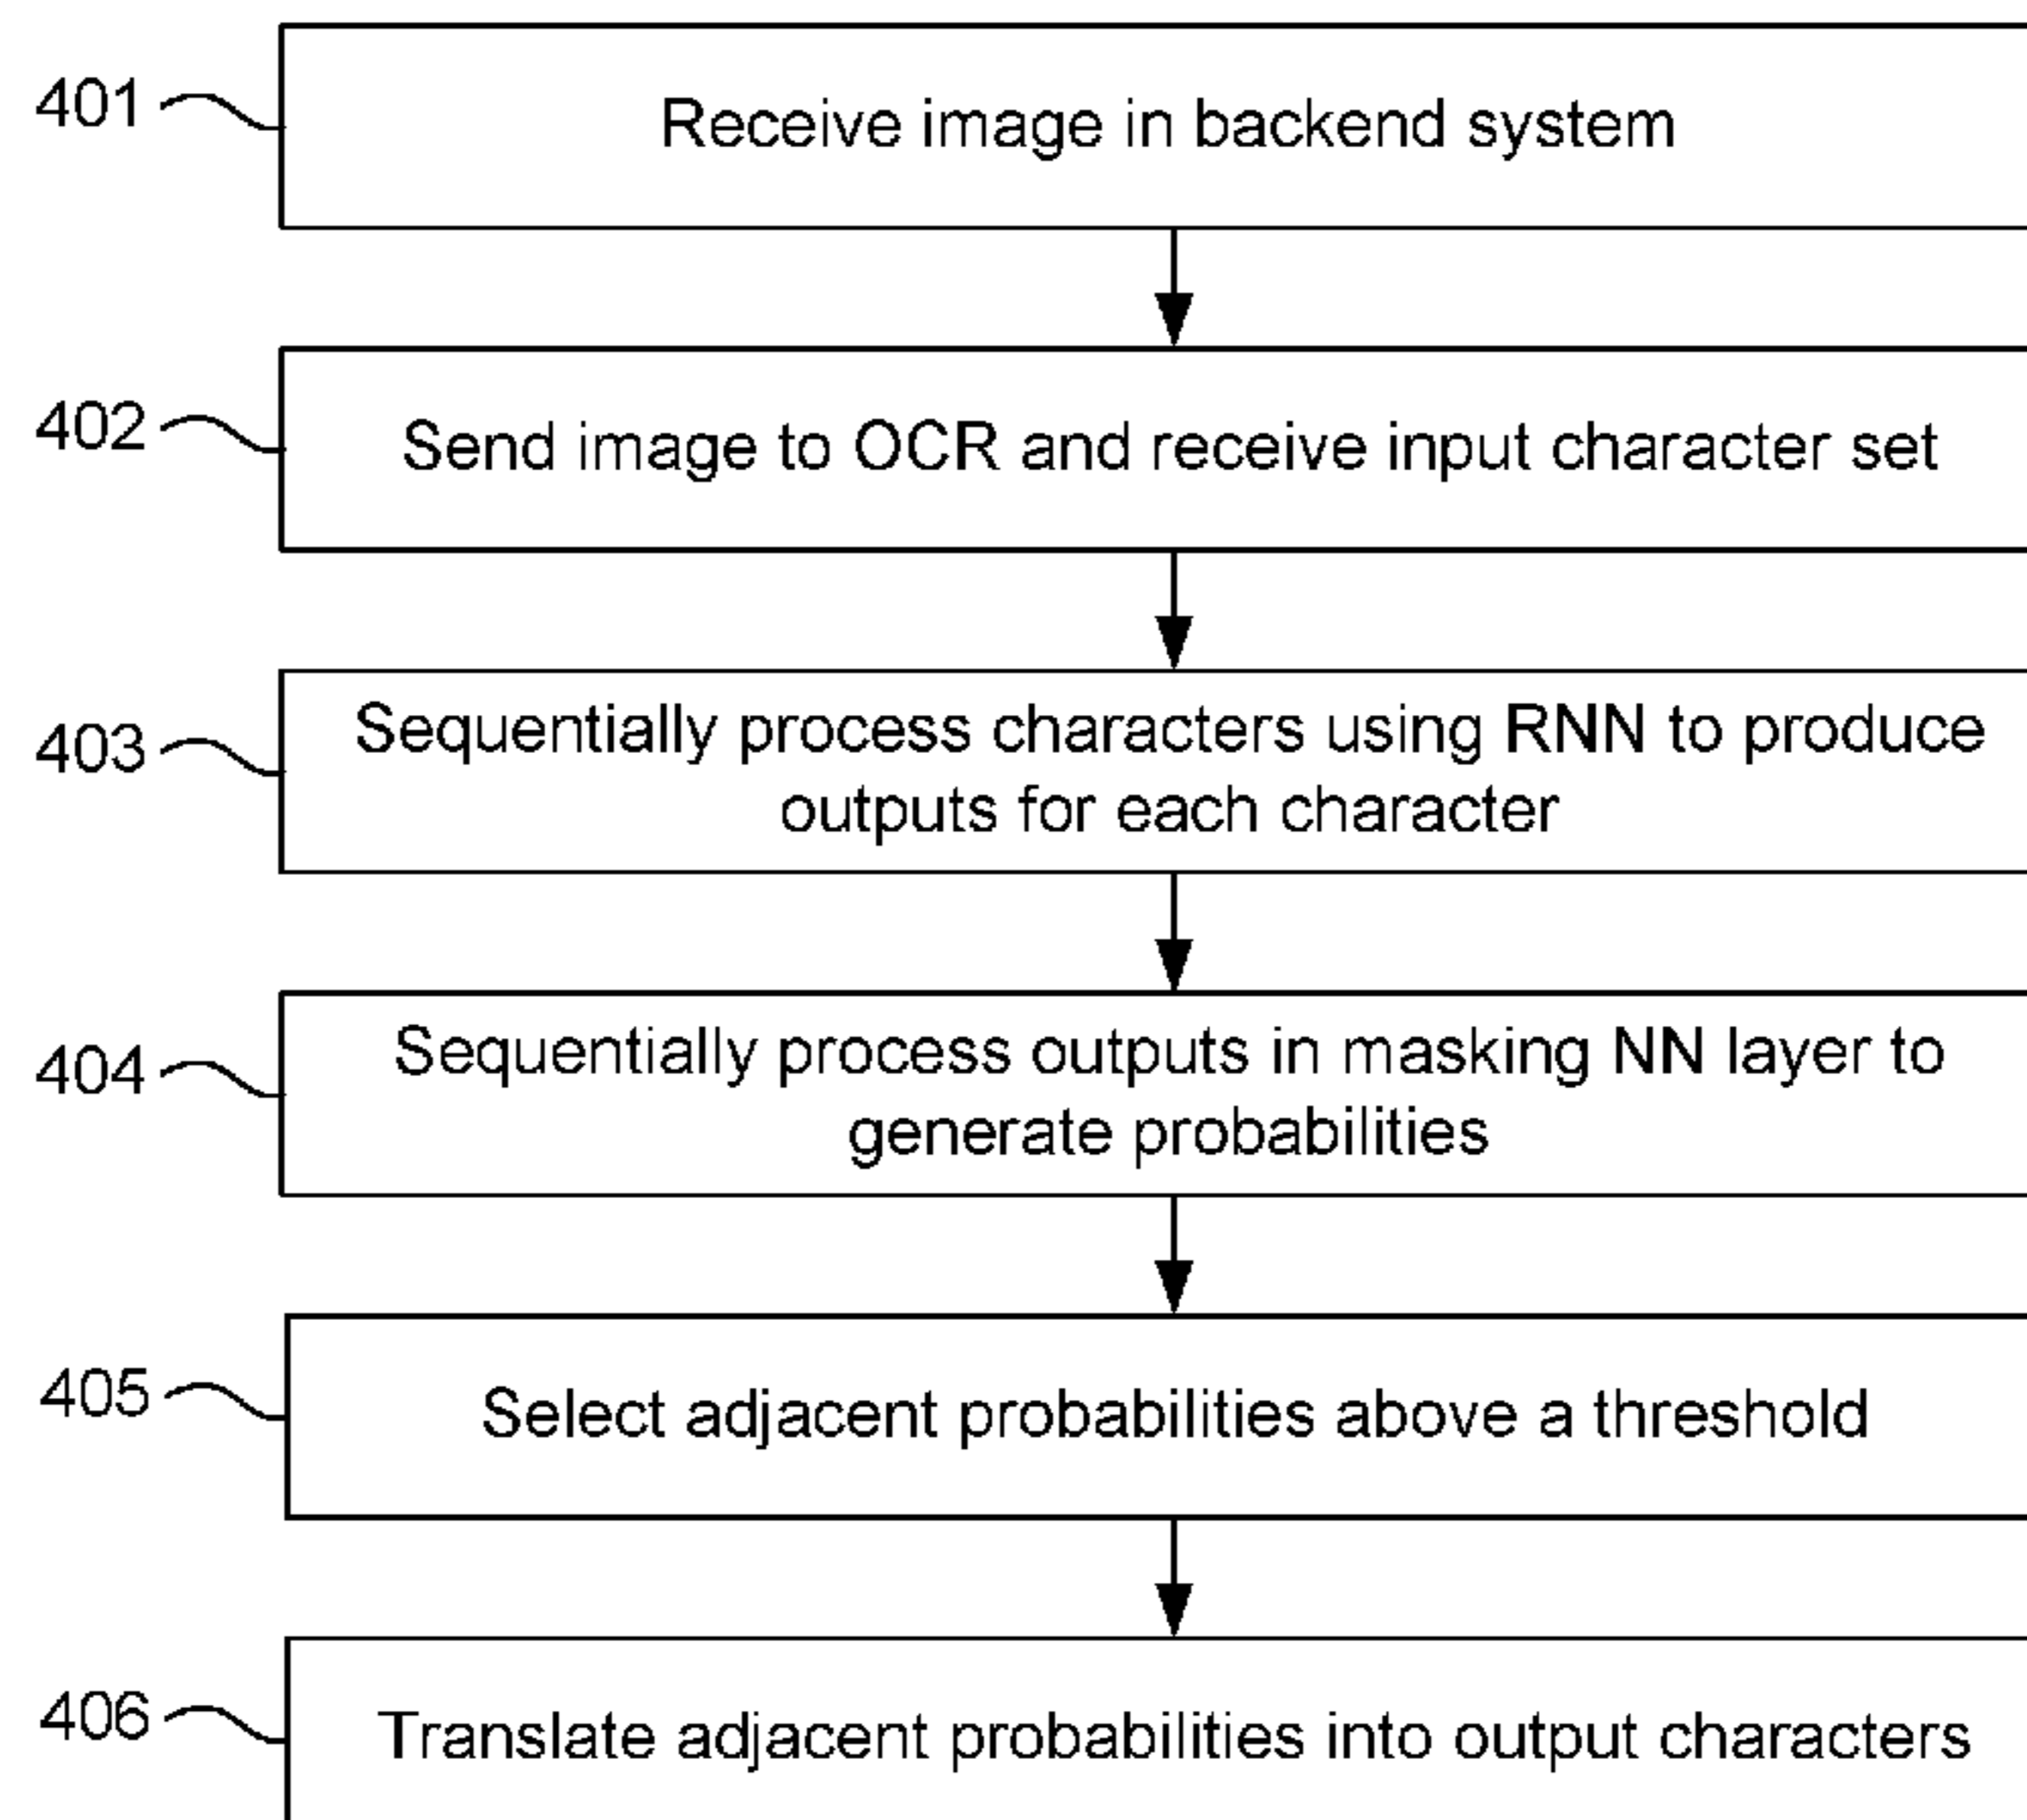 401
Receive image in backend system
402
Send image to OCR and receive input character set
403
Sequentially process characters using RNN to produce
outputs for each character
404
Sequentially process outputs in masking NN layer to
generate probabilities
405
Select adjacent probabilities above a threshold
406
Translate adjacent probabilities into output characters